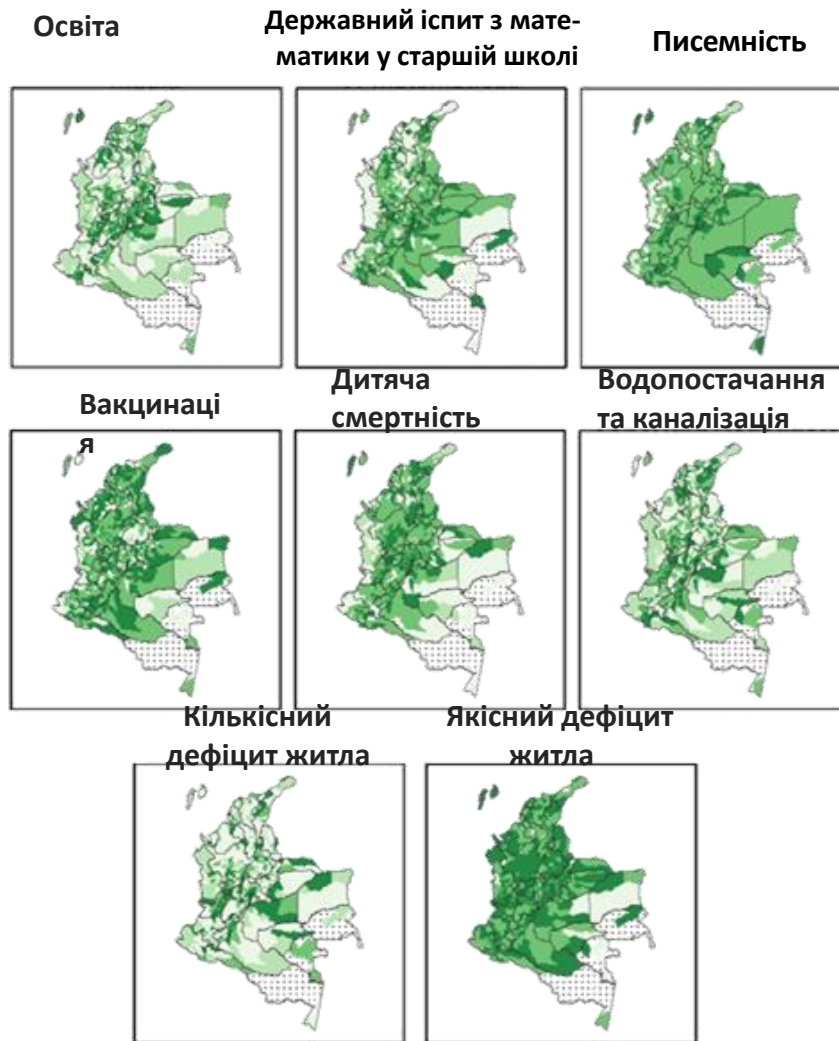 Освіта
Державний іспит з мате-
матики у старшій школі
Писемність
Вакцинаці
я
Дитяча
смертність
Водопостачання
та каналізація
Кількісний
дефіцит житла
Якісний дефіцит
житла